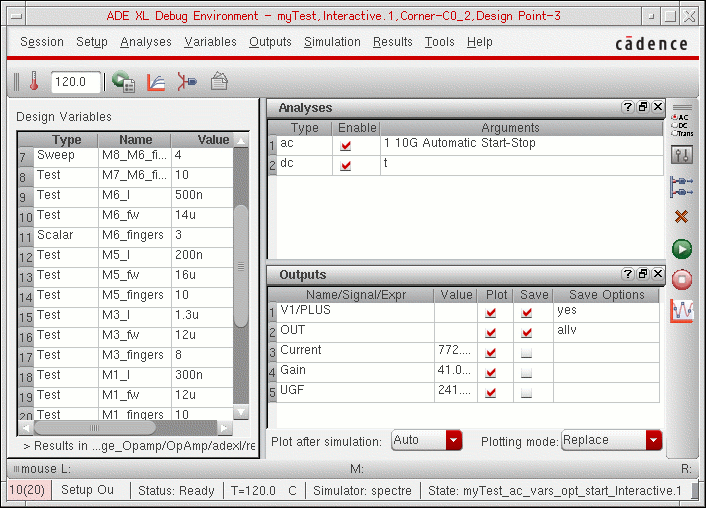 ADE XL Debug Environment - myTest,Interactive.1,Corner-C0_2,Design Point-3
Session Setup Analyses Variables Outputs Simulation Results Tools Help
cādence
120.0
Design Variables
Type Name Value
7 Sweep M8_M6_fi... 4
8 Test M7_M6_fi... 10
9 Test M6_l 500n
10 Test M6_fw 14u
11 Scalar M6_fingers 3
12 Test M5_l 200n
13 Test M5_fw 16u
14 Test M5_fingers 10
15 Test M3_l 1.3u
16 Test M3_fw 12u
17 Test M3_fingers 8
18 Test M1_l 300n
19 Test M1_fw 12u
20 Test M1_fingers 10
> Results in ...ge_Opamp/OpAmp/adexl/re
Analyses
Type Enable Arguments
1 ac 1 10G Automatic Start-Stop
2 dc t
Outputs
Name/Signal/Expr Value Plot Save Save Options
1 V1/PLUS yes
2 OUT allv
3 Current 772....
4 Gain 41.0...
5 UGF 241....
Plot after simulation: Auto Plotting mode: Replace
AC
DC
Trans
mouse L: M: R:
10(20) Setup Ou Status: Ready T=120.0 C Simulator: spectre State: myTest_ac_vars_opt_start_Interactive.1